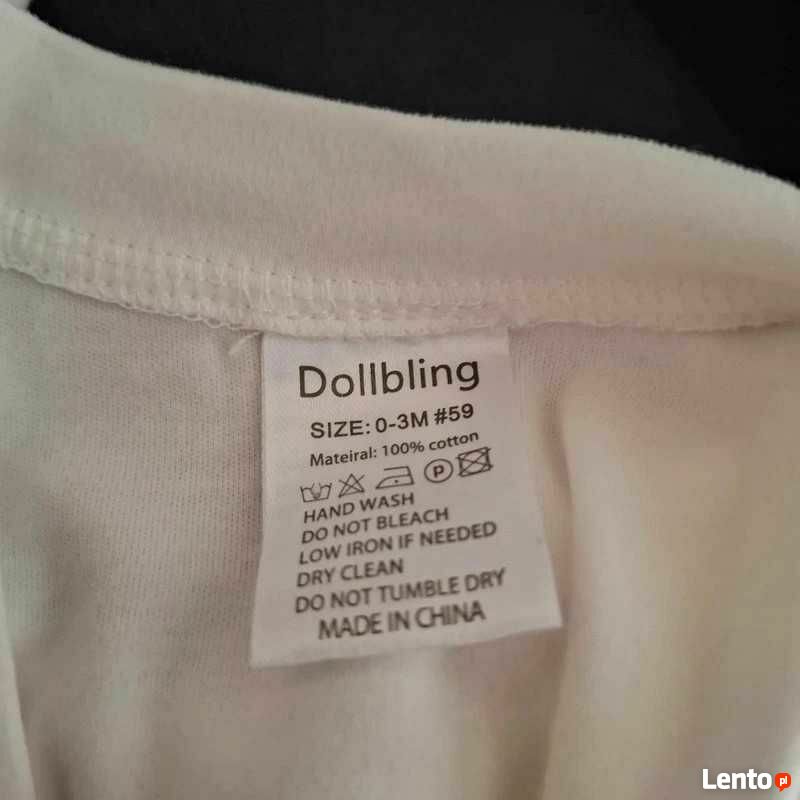 Dollbling
SIZE: 0-3M #59
Mateiral: 100% cotton
P
HAND WASH
DO NOT BLEACH
LOW IRON IF NEEDED
DRY CLEAN
DO NOT TUMBLE DRY
MADE IN CHINA
Lento pl